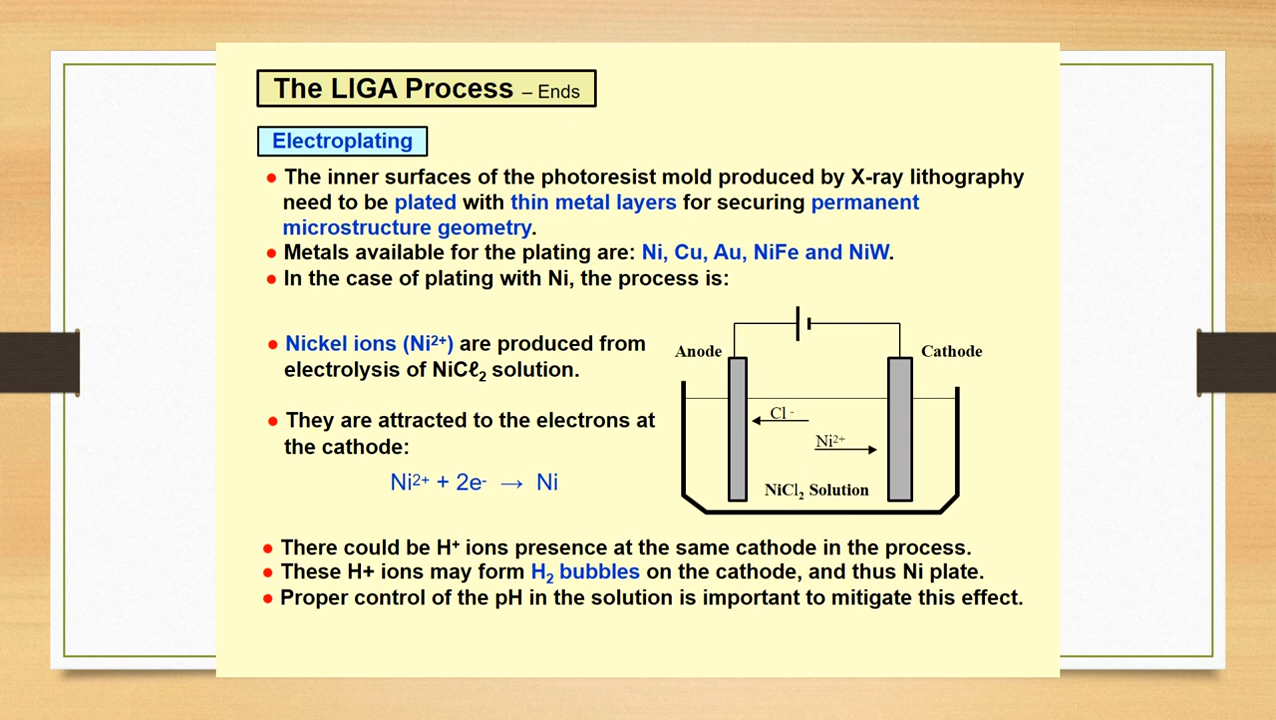 The LIGA Process – Ends
Electroplating
● The inner surfaces of the photoresist mold produced by X-ray lithography
need to be plated with thin metal layers for securing permanent
microstructure geometry.
● Metals available for the plating are: Ni, Cu, Au, NiFe and NiW.
● In the case of plating with Ni, the process is:
● Nickel ions (Ni²⁺) are produced from
electrolysis of NiCℓ₂ solution.
● They are attracted to the electrons at
the cathode:
Ni²⁺ + 2e⁻ → Ni
Anode
Cathode
Cl⁻
Ni²⁺
NiCl₂ Solution
● There could be H⁺ ions presence at the same cathode in the process.
● These H+ ions may form H₂ bubbles on the cathode, and thus Ni plate.
● Proper control of the pH in the solution is important to mitigate this effect.